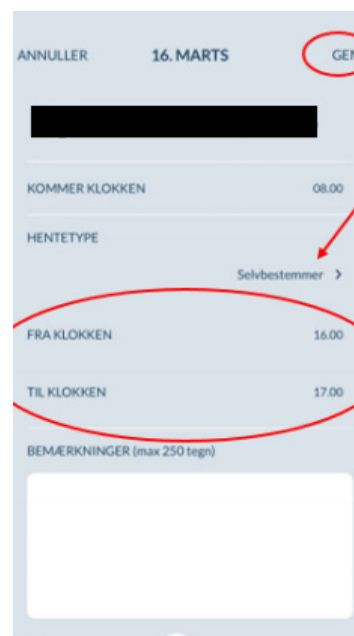 ANNULLER 16. MARTS GEM
KOMMER KLOKKEN 08.00
HENTETYPE
Selvbestemmer >
FRA KLOKKEN 16.00
TIL KLOKKEN 17.00
BEMÆRKNINGER (max 250 tegn)